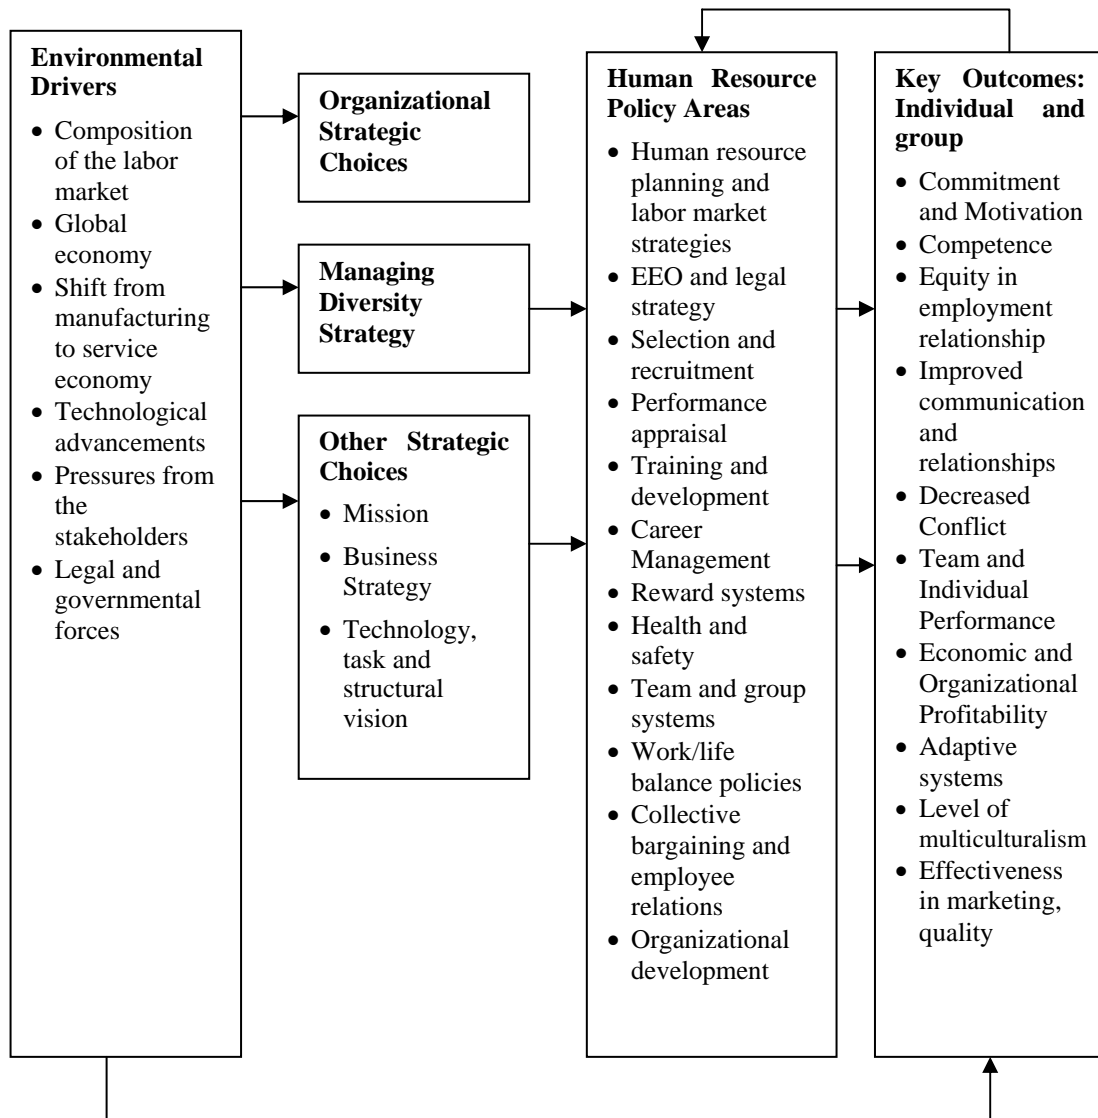 Environmental
Drivers
• Composition
of the labor
market
• Global
economy
• Shift from
manufacturing
to service
economy
• Technological
advancements
• Pressures from
the
stakeholders
• Legal and
governmental
forces
Organizational
Strategic
Choices
Managing
Diversity
Strategy
Other Strategic
Choices
• Mission
• Business
Strategy
• Technology,
task and
structural
vision
Human Resource
Policy Areas
• Human resource
planning and
labor market
strategies
• EEO and legal
strategy
• Selection and
recruitment
• Performance
appraisal
• Training and
development
• Career
Management
• Reward systems
• Health and
safety
• Team and group
systems
• Work/life
balance policies
• Collective
bargaining and
employee
relations
• Organizational
development
Key Outcomes:
Individual and
group
• Commitment
and Motivation
• Competence
• Equity in
employment
relationship
• Improved
communication
and
relationships
• Decreased
Conflict
• Team and
Individual
Performance
• Economic and
Organizational
Profitability
• Adaptive
systems
• Level of
multiculturalism
• Effectiveness
in marketing,
quality